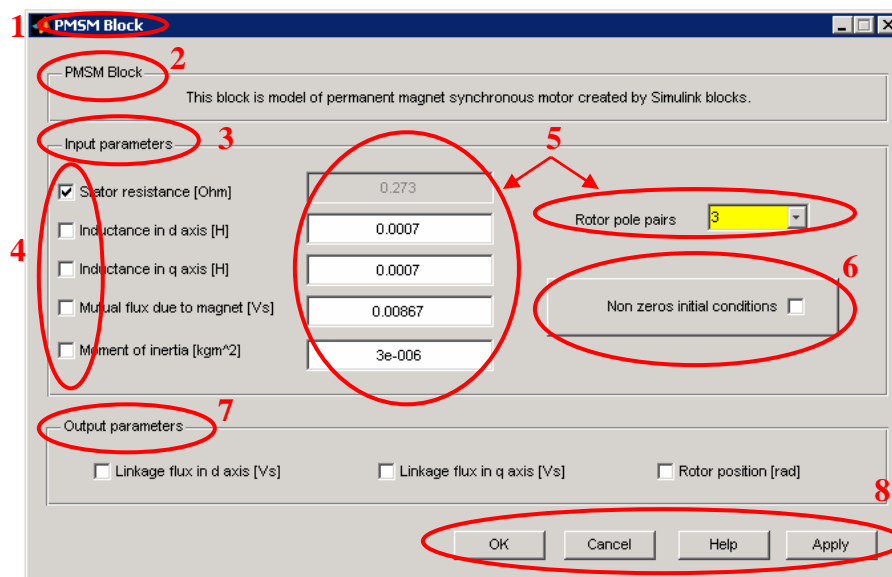 1 PMSM Block
PMSM Block 2
This block is model of permanent magnet synchronous motor created by Simulink blocks.
Input parameters 3
5
Stator resistance [Ohm] 0.273
Rotor pole pairs 3
4 Inductance in d axis [H] 0.0007
Inductance in q axis [H] 0.0007
6
Mutual flux due to magnet [Vs] 0.00867
Non zeros initial conditions
Moment of inertia [kgm^2] 3e-006
7
Output parameters
Linkage flux in d axis [Vs] Linkage flux in q axis [Vs] Rotor position [rad]
8
OK Cancel Help Apply